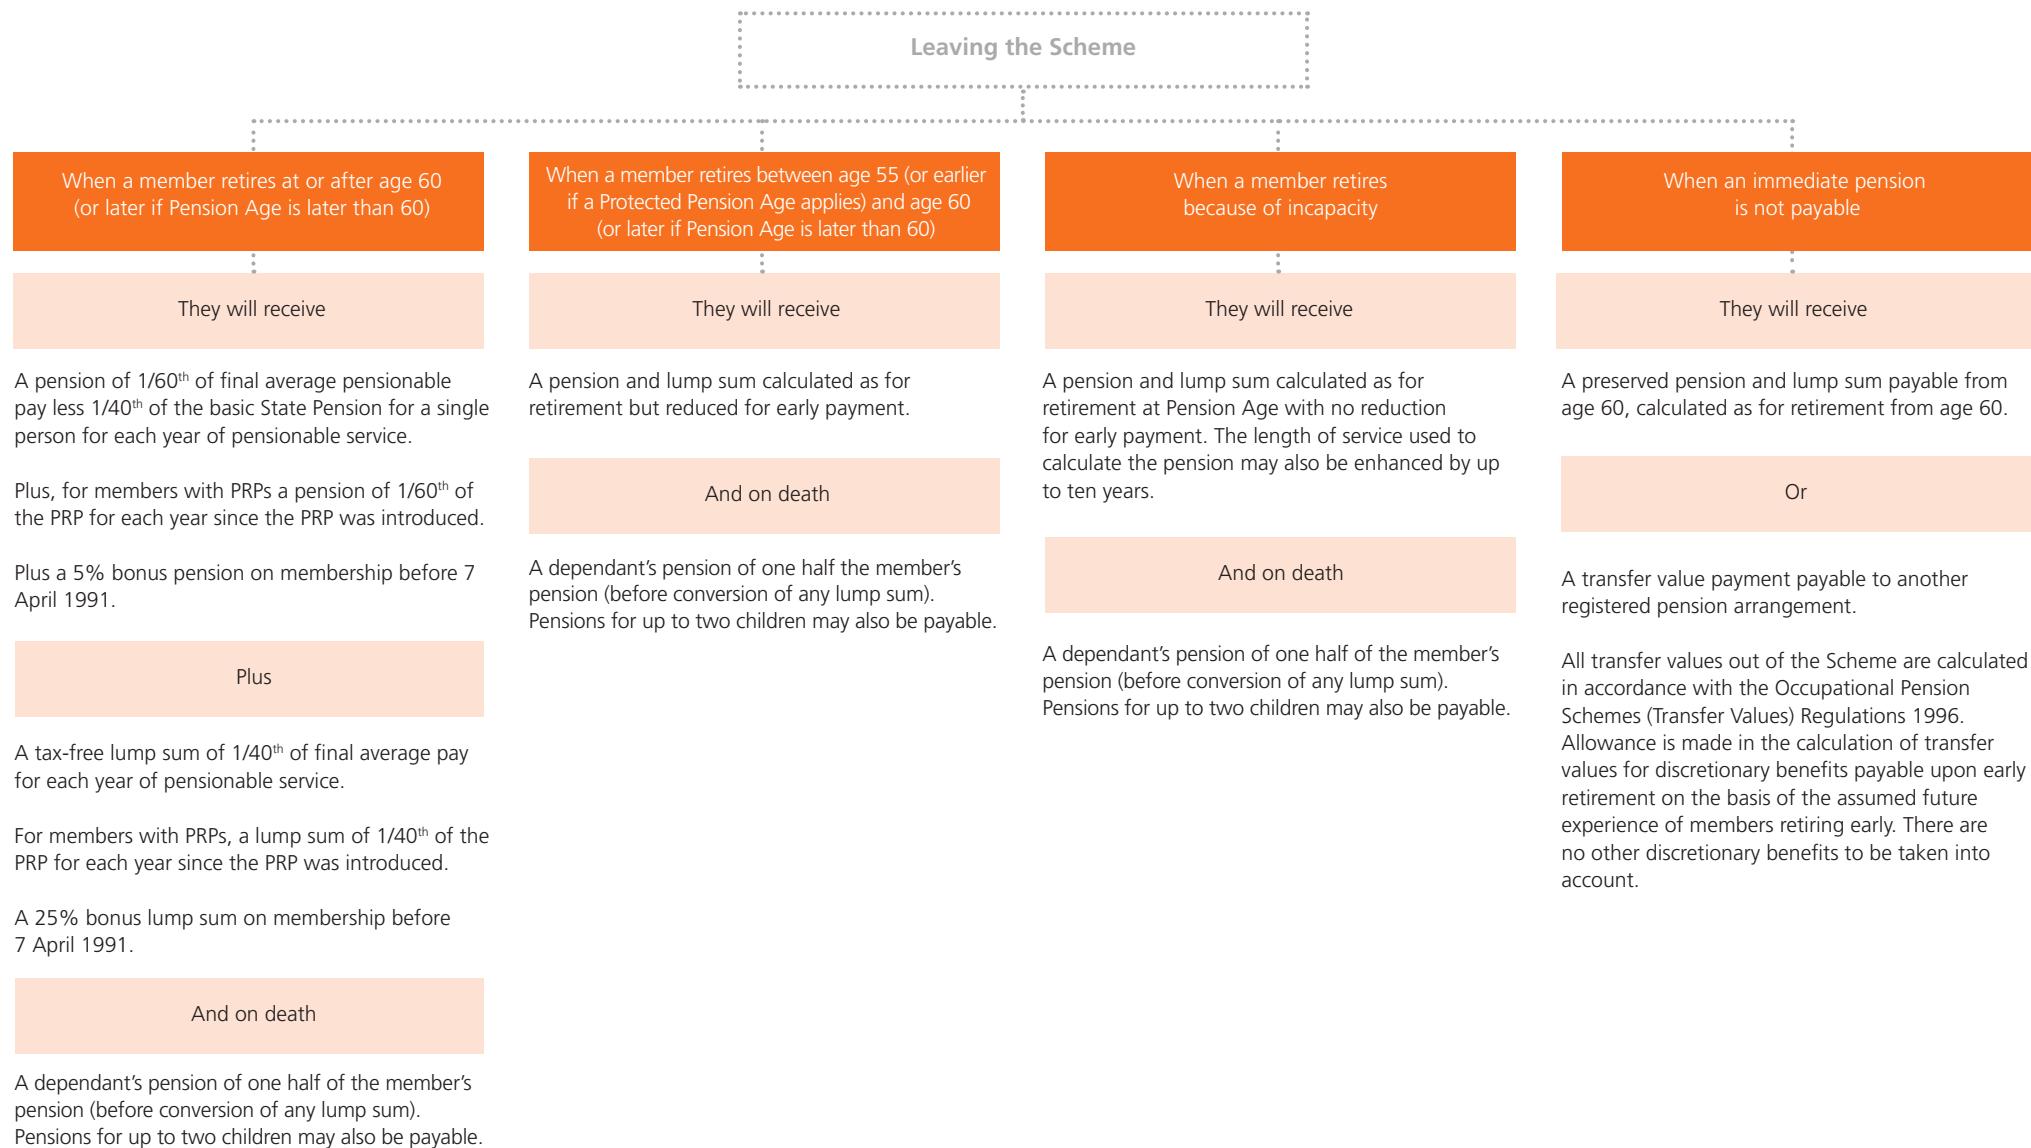 Leaving the Scheme
When a member retires at or after age 60
(or later if Pension Age is later than 60)
They will receive
A pension of 1/60th of final average pensionable
pay less 1/40th of the basic State Pension for a single
person for each year of pensionable service.
Plus, for members with PRPs a pension of 1/60th of
the PRP for each year since the PRP was introduced.
Plus a 5% bonus pension on membership before 7
April 1991.
Plus
A tax-free lump sum of 1/40th of final average pay
for each year of pensionable service.
For members with PRPs, a lump sum of 1/40th of the
PRP for each year since the PRP was introduced.
A 25% bonus lump sum on membership before
7 April 1991.
And on death
A dependant’s pension of one half of the member’s
pension (before conversion of any lump sum).
Pensions for up to two children may also be payable.
When a member retires between age 55 (or earlier
if a Protected Pension Age applies) and age 60
(or later if Pension Age is later than 60)
They will receive
A pension and lump sum calculated as for
retirement but reduced for early payment.
And on death
A dependant’s pension of one half the member’s
pension (before conversion of any lump sum).
Pensions for up to two children may also be payable.
When a member retires
because of incapacity
They will receive
A pension and lump sum calculated as for
retirement at Pension Age with no reduction
for early payment. The length of service used to
calculate the pension may also be enhanced by up
to ten years.
And on death
A dependant’s pension of one half of the member’s
pension (before conversion of any lump sum).
Pensions for up to two children may also be payable.
When an immediate pension
is not payable
They will receive
A preserved pension and lump sum payable from
age 60, calculated as for retirement from age 60.
Or
A transfer value payment payable to another
registered pension arrangement.
All transfer values out of the Scheme are calculated
in accordance with the Occupational Pension
Schemes (Transfer Values) Regulations 1996.
Allowance is made in the calculation of transfer
values for discretionary benefits payable upon early
retirement on the basis of the assumed future
experience of members retiring early. There are
no other discretionary benefits to be taken into
account.